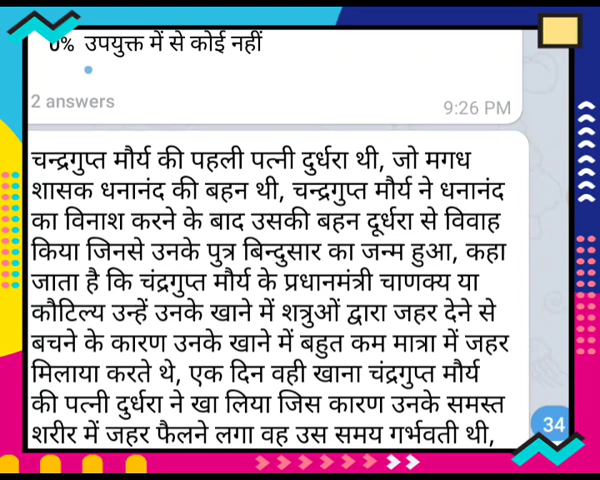 0% उपयुक्त में से कोई नहीं
2 answers
9:26 PM
चन्द्रगुप्त मौर्य की पहली पत्नी दुर्धरा थी, जो मगध
शासक धनानंद की बहन थी, चन्द्रगुप्त मौर्य ने धनानंद
का विनाश करने के बाद उसकी बहन दूर्धरा से विवाह
किया जिनसे उनके पुत्र बिन्दुसार का जन्म हुआ, कहा
जाता है कि चंद्रगुप्त मौर्य के प्रधानमंत्री चाणक्य या
कौटिल्य उन्हें उनके खाने में शत्रुओं द्वारा जहर देने से
बचने के कारण उनके खाने में बहुत कम मात्रा में जहर
मिलाया करते थे, एक दिन वही खाना चंद्रगुप्त मौर्य
की पत्नी दुर्धरा ने खा लिया जिस कारण उनके समस्त
शरीर में जहर फैलने लगा वह उस समय गर्भवती थी,
34